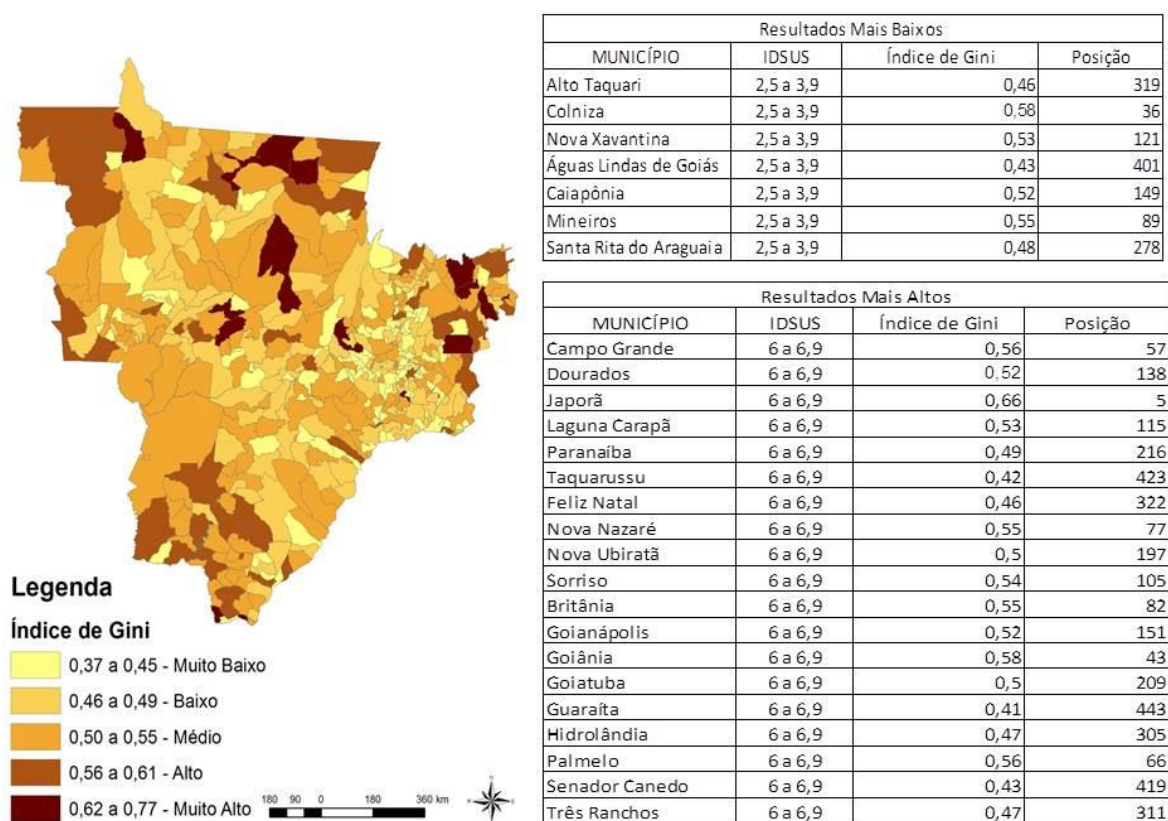 Resultados Mais Baixos
MUNICÍPIO IDSUS Índice de Gini Posição
Alto Taquari 2,5 a 3,9 0,46 319
Colniza 2,5 a 3,9 0,58 36
Nova Xavantina 2,5 a 3,9 0,53 121
Águas Lindas de Goiás 2,5 a 3,9 0,43 401
Caiapônia 2,5 a 3,9 0,52 149
Mineiros 2,5 a 3,9 0,55 89
Santa Rita do Araguaia 2,5 a 3,9 0,48 278
Resultados Mais Altos
MUNICÍPIO IDSUS Índice de Gini Posição
Campo Grande 6 a 6,9 0,56 57
Dourados 6 a 6,9 0,52 138
Japorã 6 a 6,9 0,66 5
Laguna Carapã 6 a 6,9 0,53 115
Paranaíba 6 a 6,9 0,49 216
Taquarussu 6 a 6,9 0,42 423
Feliz Natal 6 a 6,9 0,46 322
Nova Nazaré 6 a 6,9 0,55 77
Nova Ubiratã 6 a 6,9 0,5 197
Sorriso 6 a 6,9 0,54 105
Britânia 6 a 6,9 0,55 82
Goianápolis 6 a 6,9 0,52 151
Goiânia 6 a 6,9 0,58 43
Goiatuba 6 a 6,9 0,5 209
Guaraíta 6 a 6,9 0,41 443
Hidrolândia 6 a 6,9 0,47 305
Palmelo 6 a 6,9 0,56 66
Senador Canedo 6 a 6,9 0,43 419
Três Ranchos 6 a 6,9 0,47 311
Legenda
Índice de Gini
0,37 a 0,45 - Muito Baixo
0,46 a 0,49 - Baixo
0,50 a 0,55 - Médio
0,56 a 0,61 - Alto
0,62 a 0,77 - Muito Alto
180 90 0 180 360 km